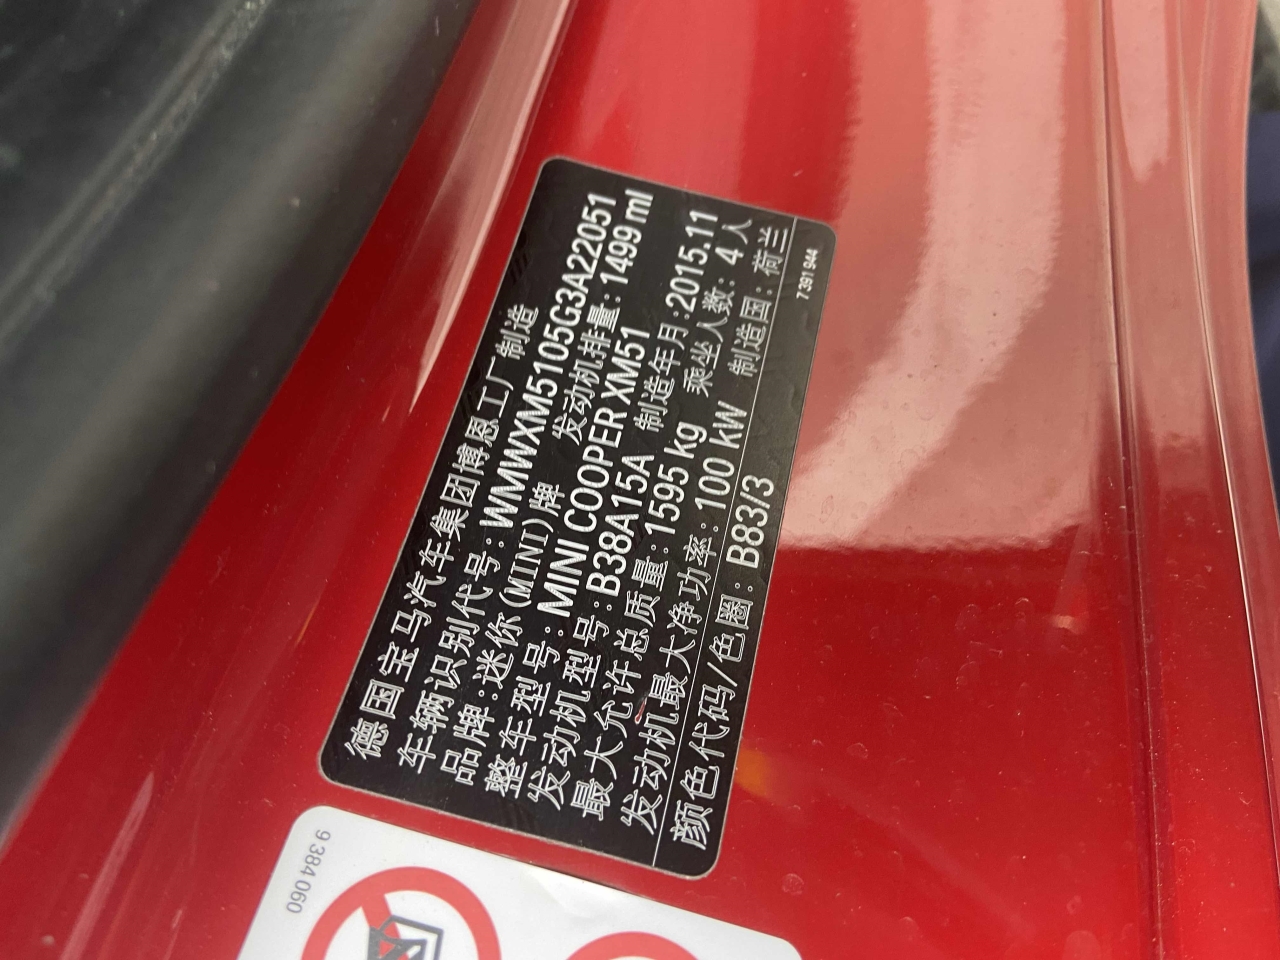 德国宝马汽车集团博恩工厂制造
车辆识别代号:WMWXM5105G3A22051
品牌:迷你(MINI)牌 发动机排量:1499 ml
整车型号:MINI COOPER XM51
发动机型号:B38A15A 制造年月:2015.11
最大允许总质量:1595 kg 乘坐人数:4人
发动机最大净功率:100 kW 制造国:荷兰
颜色代码/色圈:B83/3
7 391 944
9 384 060